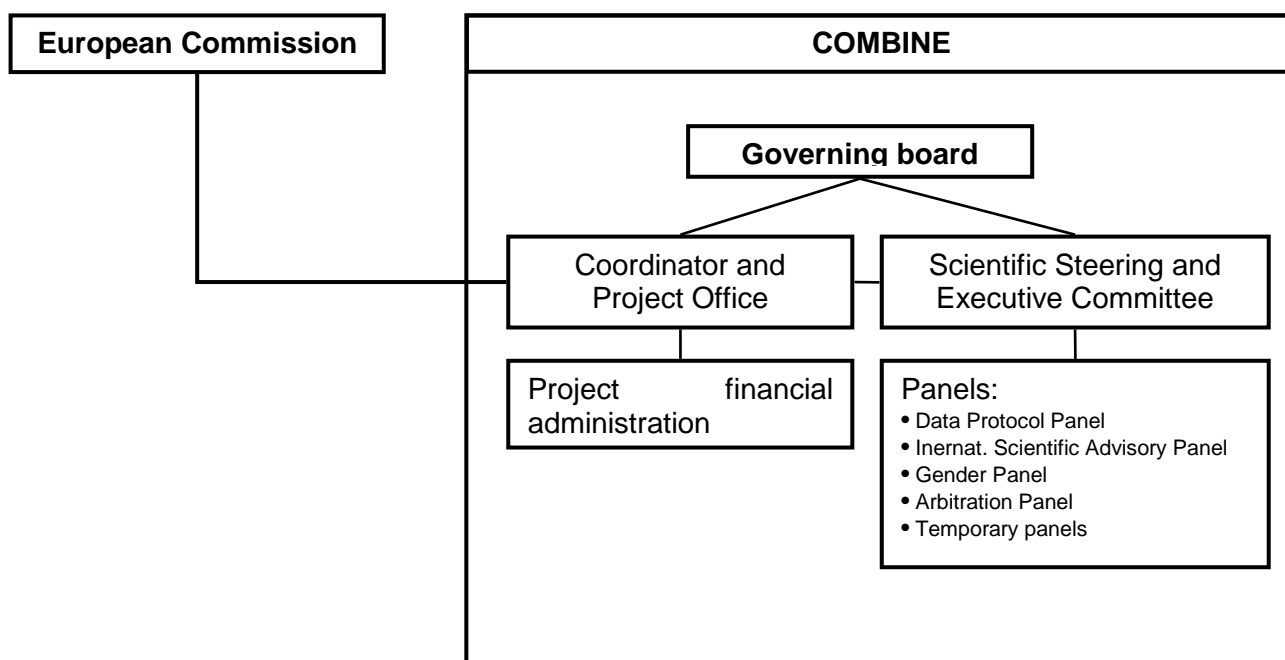 European Commission
COMBINE
Governing board
Coordinator and
Project Office
Scientific Steering and
Executive Committee
Project financial
administration
Panels:
• Data Protocol Panel
• Inernat. Scientific Advisory Panel
• Gender Panel
• Arbitration Panel
• Temporary panels